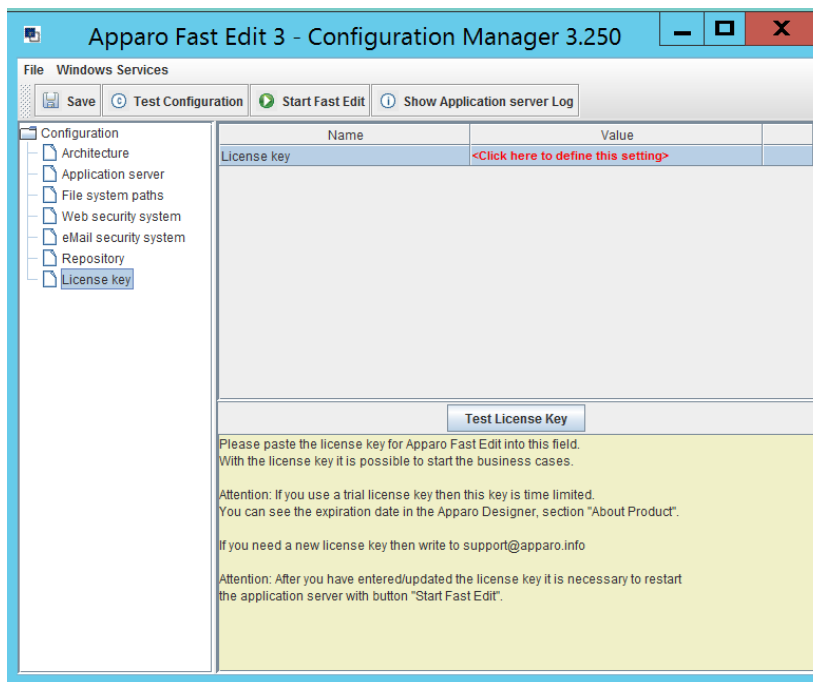 Apparo Fast Edit 3 - Configuration Manager 3.250
File Windows Services
Save Test Configuration Start Fast Edit Show Application server Log
Configuration
Architecture
Application server
File system paths
Web security system
eMail security system
Repository
License key
Name Value
License key <Click here to define this setting>
Test License Key
Please paste the license key for Apparo Fast Edit into this field.
With the license key it is possible to start the business cases.
Attention: If you use a trial license key then this key is time limited.
You can see the expiration date in the Apparo Designer, section "About Product".
If you need a new license key then write to support@apparo.info
Attention: After you have entered/updated the license key it is necessary to restart
the application server with button "Start Fast Edit".